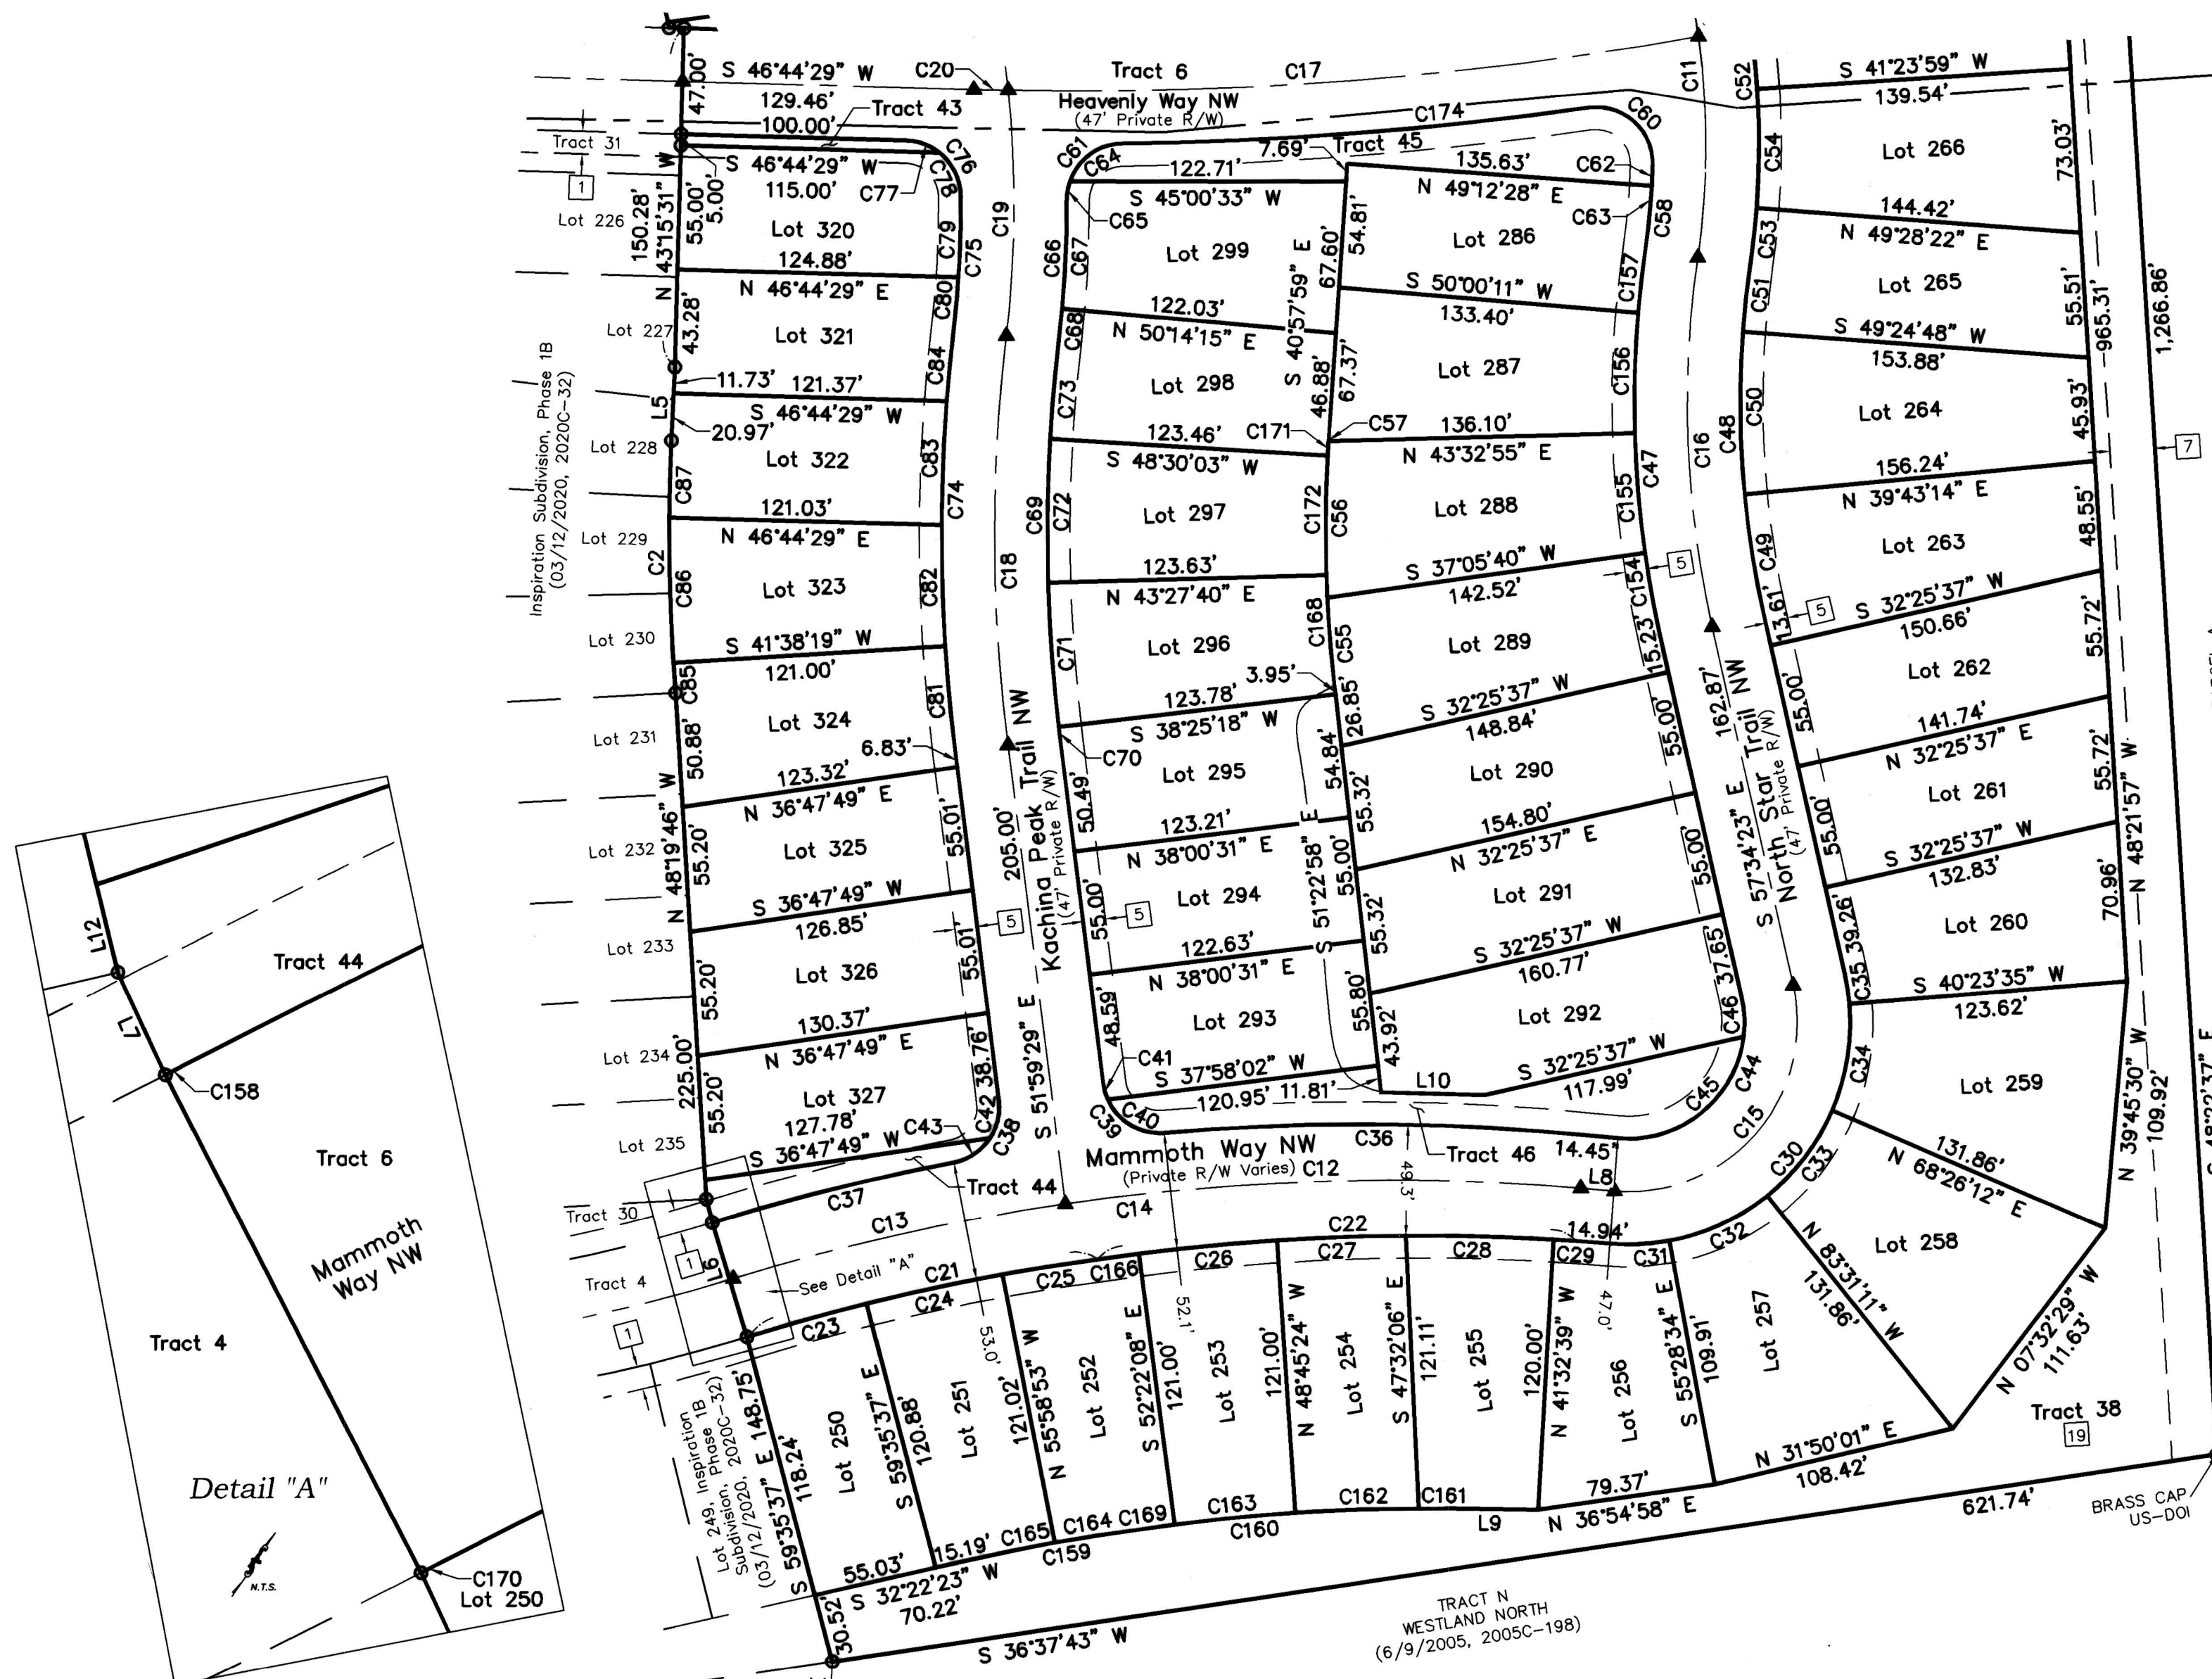 47.00'
S 46°44'29" W
C20
Tract 6
C17
C11
C52
S 41°23'59" W
129.46'
Tract 43
Heavenly Way NW
(47' Private R/W)
C174
C60
139.54'
100.00'
Tract 31
1
S 46°44'29" W
C76
C61
C64
7.69'
Tract 45
135.63'
C62
C54
Lot 266
73.03'
115.00'
C77
C78
122.71'
N 49°12'28" E
S 45°00'33" W
C65
C63
C58
144.42'
N 49°28'22" E
Lot 226
150.28'
N 43°15'31" W
55.00'
5.00'
Lot 320
C79
C75
C19
C66
C67
Lot 299
67.60'
54.81'
Lot 286
C53
124.88'
N 46°44'29" E
C80
S 40°57'59" E
S 50°00'11" W
133.40'
C157
C51
Lot 265
55.51'
965.31'
1,266.86'
Lot 227
43.28'
Lot 321
C84
122.03'
N 50°14'15" E
C68
S 49°24'48" W
153.88'
Inspiration Subdivision, Phase 1B
(03/12/2020, 2020C-32)
11.73'
121.37'
S 46°44'29" W
L5
20.97'
Lot 298
C73
46.88'
67.37'
Lot 287
C156
C50
Lot 264
45.93'
Lot 228
Lot 322
C83
C87
123.46'
C171
C57
136.10'
S 48°30'03" W
N 43°32'55" E
C16
C48
7
156.24'
N 39°43'14" E
121.03'
N 46°44'29" E
C74
C69
C72
Lot 297
C172
C56
Lot 288
C155
C47
Lot 229
C2
C86
Lot 323
C82
C18
123.63'
N 43°27'40" E
S 37°05'40" W
142.52'
C154
5
C49
Lot 263
48.55'
Lot 230
S 41°38'19" W
121.00'
C71
Lot 296
C168
C55
Lot 289
15.23'
13.61'
5
S 32°25'37" W
150.66'
Lot 231
C85
50.88'
Lot 324
C81
6.83'
3.95'
123.78'
S 38°25'18" W
C70
26.85'
S 32°25'37" W
148.84'
162.87'
55.00'
Lot 262
55.72'
141.74'
N 32°25'37" E
123.32'
N 36°47'49" E
Lot 295
50.49'
54.84'
55.32'
Lot 290
55.00'
North Star Trail NW
(47' Private R/W)
S 57°34'23" E
Lot 232
N 48°19'46" W
55.20'
Lot 325
55.01'
205.00'
Kachina Peak Trail NW
(47' Private R/W)
S 51°59'29" E
123.21'
N 38°00'31" E
S 51°22'58" E
154.80'
N 32°25'37" E
55.00'
Lot 261
55.72'
N 48°21'57" W
S 32°25'37" W
132.83'
S 36°47'49" W
126.85'
5
5
Lot 294
55.00'
55.00'
55.32'
Lot 291
55.00'
Lot 260
39.26'
70.96'
Lot 233
55.20'
Lot 326
55.01'
122.63'
N 38°00'31" E
S 32°25'37" W
160.77'
37.65'
C35
S 40°23'35" W
123.62'
130.37'
N 36°47'49" E
Lot 293
48.59'
55.80'
43.92'
Lot 292
C46
Lot 234
225.00'
55.20'
Lot 327
C42
38.76'
C41
S 37°58'02" W
120.95'
11.81'
L10
S 32°25'37" W
117.99'
C45
C44
C34
Lot 259
N 39°45'30" W
109.92'
Lot 235
127.78'
S 36°47'49" W
C43
C38
C39
C40
Mammoth Way NW
(Private R/W Varies)
C12
C36
49.3'
Tract 46
14.45'
L8
C15
C30
C33
131.86'
N 68°26'12" E
Tract 30
Tract 44
C37
C13
C14
C22
14.94'
Tract 4
1
L6
See Detail "A"
C21
C25
C166
C26
C27
C28
C29
C31
C32
N 83°31'11" W
131.86'
Lot 258
1
C23
C24
53.0'
52.1'
47.0'
Lot 249, Inspiration
Subdivision, Phase 1B
(03/12/2020, 2020C-32)
S 59°35'37" E 148.75'
118.24'
Lot 250
S 59°35'37" E
120.88'
Lot 251
121.02'
N 55°58'53" W
Lot 252
S 52°22'08" E
121.00'
Lot 253
121.00'
N 48°45'24" W
Lot 254
S 47°32'06" E
121.11'
Lot 255
120.00'
N 41°32'39" W
Lot 256
S 55°28'34" E
109.91'
Lot 257
N 07°32'29" W
111.63'
Tract 38
19
N 31°50'01" E
108.42'
79.37'
N 36°54'58" E
L9
C161
C162
C163
C160
C169
C164
C165
C159
15.19'
55.03'
S 32°22'23" W
70.22'
30.52'
S 36°37'43" W
621.74'
BRASS CAP
US-DOI
TRACT N
WESTLAND NORTH
(6/9/2005, 2005C-198)
L12
Tract 44
L7
C158
Tract 6
Mammoth
Way NW
Tract 4
Detail "A"
N.T.S.
C170
Lot 250